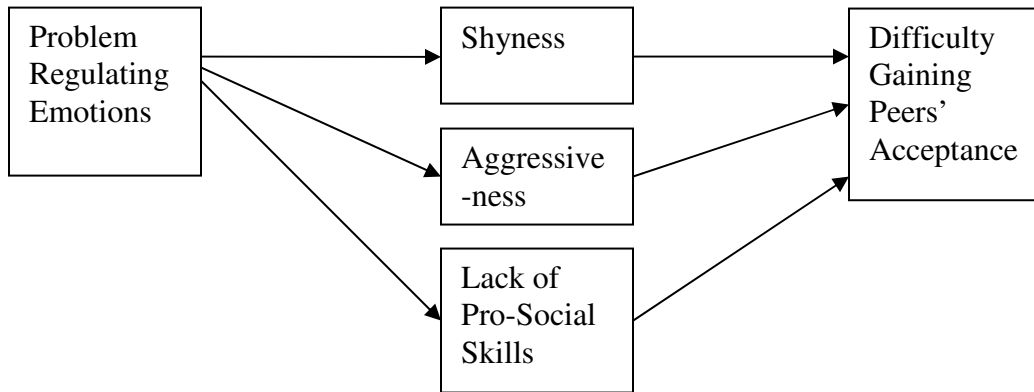 Problem
Regulating
Emotions
Shyness
Aggressive
-ness
Lack of
Pro-Social
Skills
Difficulty
Gaining
Peers’
Acceptance